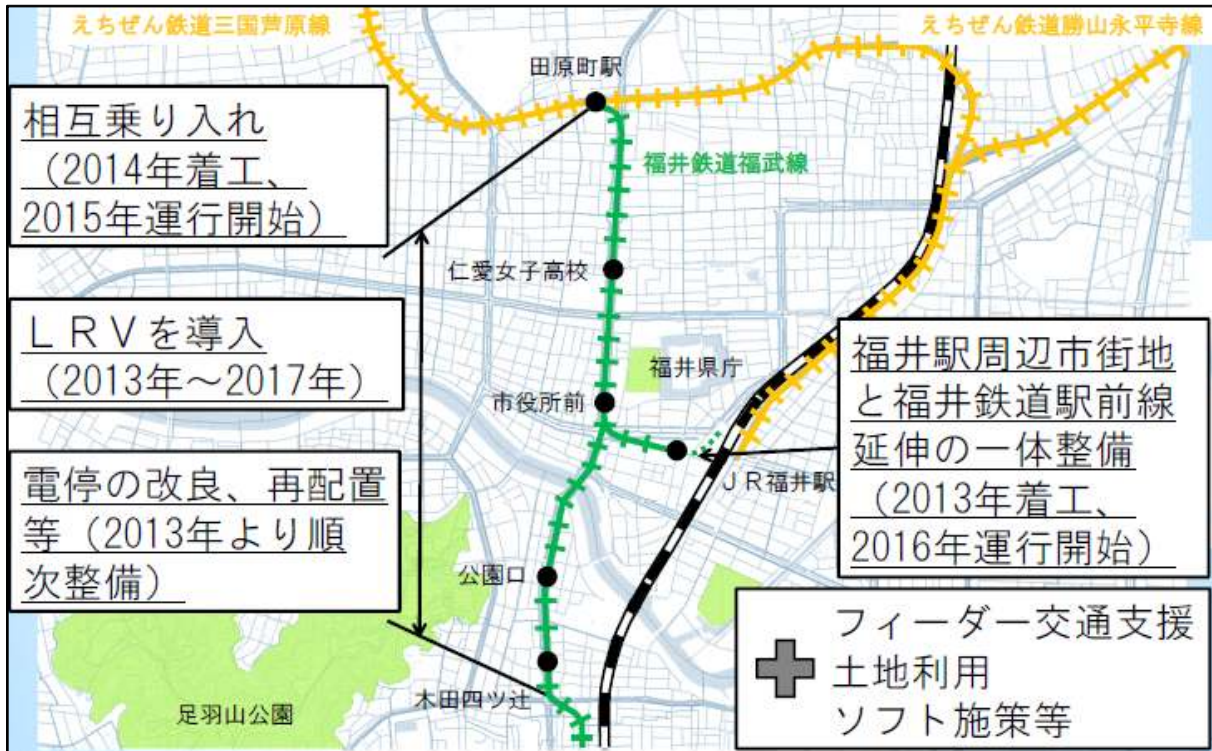 えちぜん鉄道三国芦原線
えちぜん鉄道勝山永平寺線
田原町駅
相互乗り入れ
（2014年着工、
2015年運行開始）
福井鉄道福武線
仁愛女子高校
ＬＲＶを導入
（2013年～2017年）
福井県庁
市役所前
福井駅周辺市街地
と福井鉄道駅前線
延伸の一体整備
（2013年着工、
2016年運行開始）
ＪＲ福井駅
電停の改良、再配置
等（2013年より順
次整備）
公園口
木田四ツ辻
足羽山公園
フィーダー交通支援
土地利用
ソフト施策等